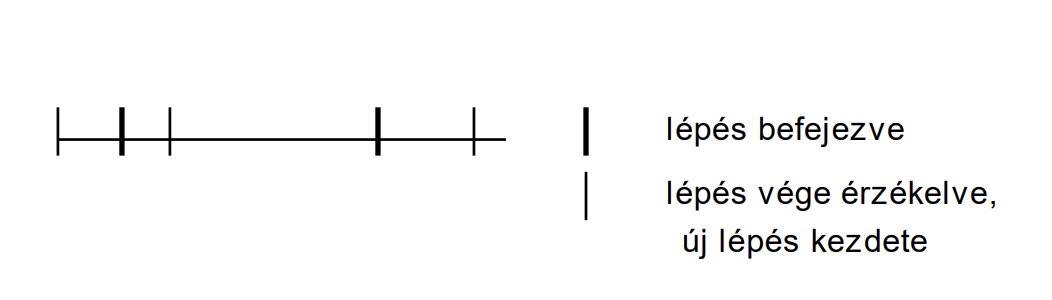 lépés befejezve
lépés vége érzékelve,
új lépés kezdete